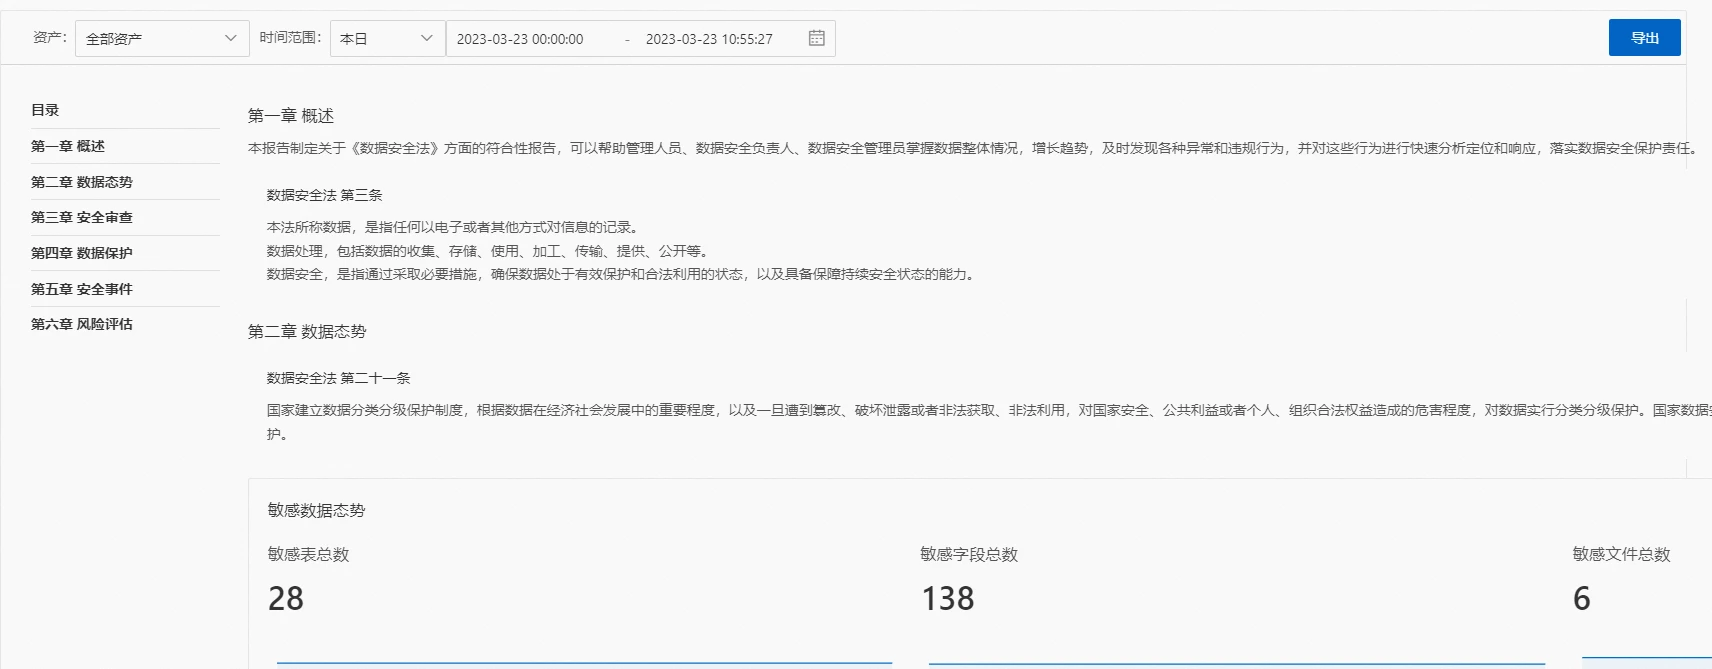 资产： 全部资产 时间范围： 本日 2023-03-23 00:00:00 - 2023-03-23 10:55:27 导出
目录
第一章 概述
第二章 数据态势
第三章 安全审查
第四章 数据保护
第五章 安全事件
第六章 风险评估
第一章 概述
本报告制定关于《数据安全法》方面的符合性报告，可以帮助管理人员、数据安全负责人、数据安全管理员掌握数据整体情况，增长趋势，及时发现各种异常和违规行为，并对这些行为进行快速分析定位和响应，落实数据安全保护责任。
数据安全法 第三条
本法所称数据，是指任何以电子或者其他方式对信息的记录。
数据处理，包括数据的收集、存储、使用、加工、传输、提供、公开等。
数据安全，是指通过采取必要措施，确保数据处于有效保护和合法利用的状态，以及具备保障持续安全状态的能力。
第二章 数据态势
数据安全法 第二十一条
国家建立数据分类分级保护制度，根据数据在经济社会发展中的重要程度，以及一旦遭到篡改、破坏泄露或者非法获取、非法利用，对国家安全、公共利益或者个人、组织合法权益造成的危害程度，对数据实行分类分级保护。国家数据安
护。
敏感数据态势
敏感表总数 敏感字段总数 敏感文件总数
28 138 6